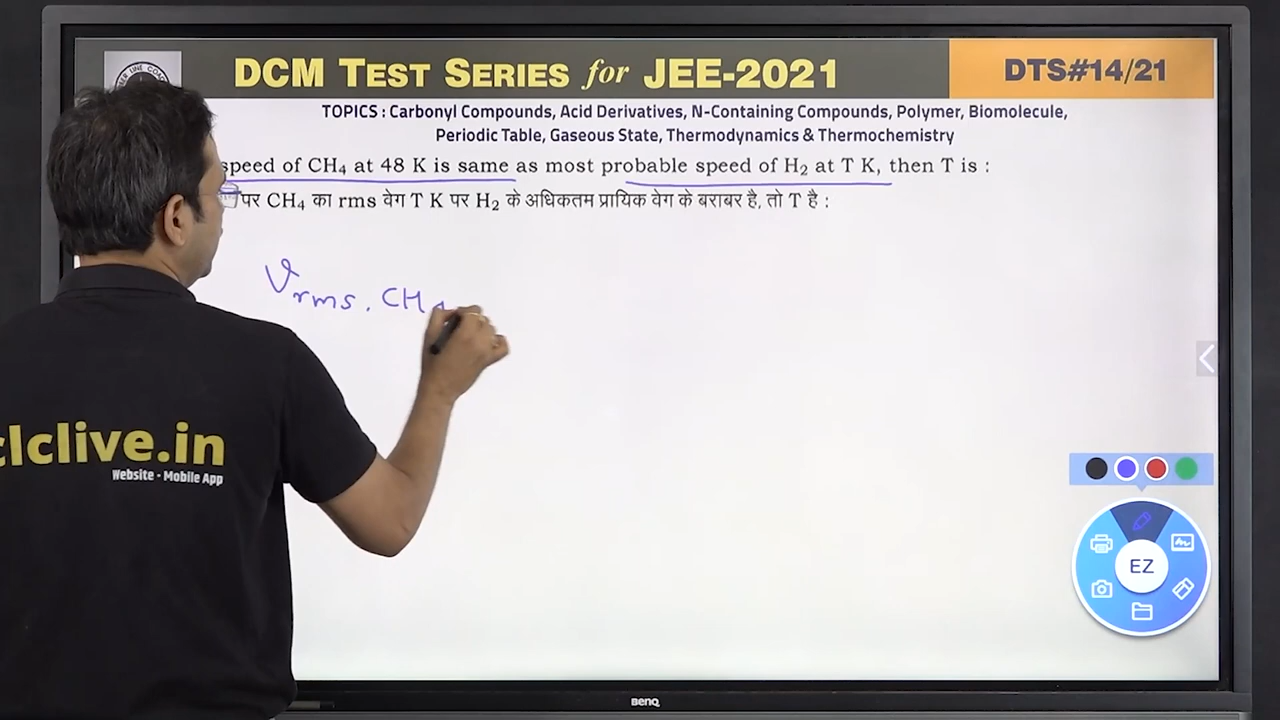 DCM TEST SERIES for JEE-2021
DTS#14/21
TOPICS : Carbonyl Compounds, Acid Derivatives, N-Containing Compounds, Polymer, Biomolecule,
Periodic Table, Gaseous State, Thermodynamics & Thermochemistry
speed of CH₄ at 48 K is same as most probable speed of H₂ at T K, then T is :
पर CH₄ का rms वेग T K पर H₂ के अधिकतम प्रायिक वेग के बराबर है, तो T है :
Vrms. CH
clclive.in
Website - Mobile App
EZ
BenQ